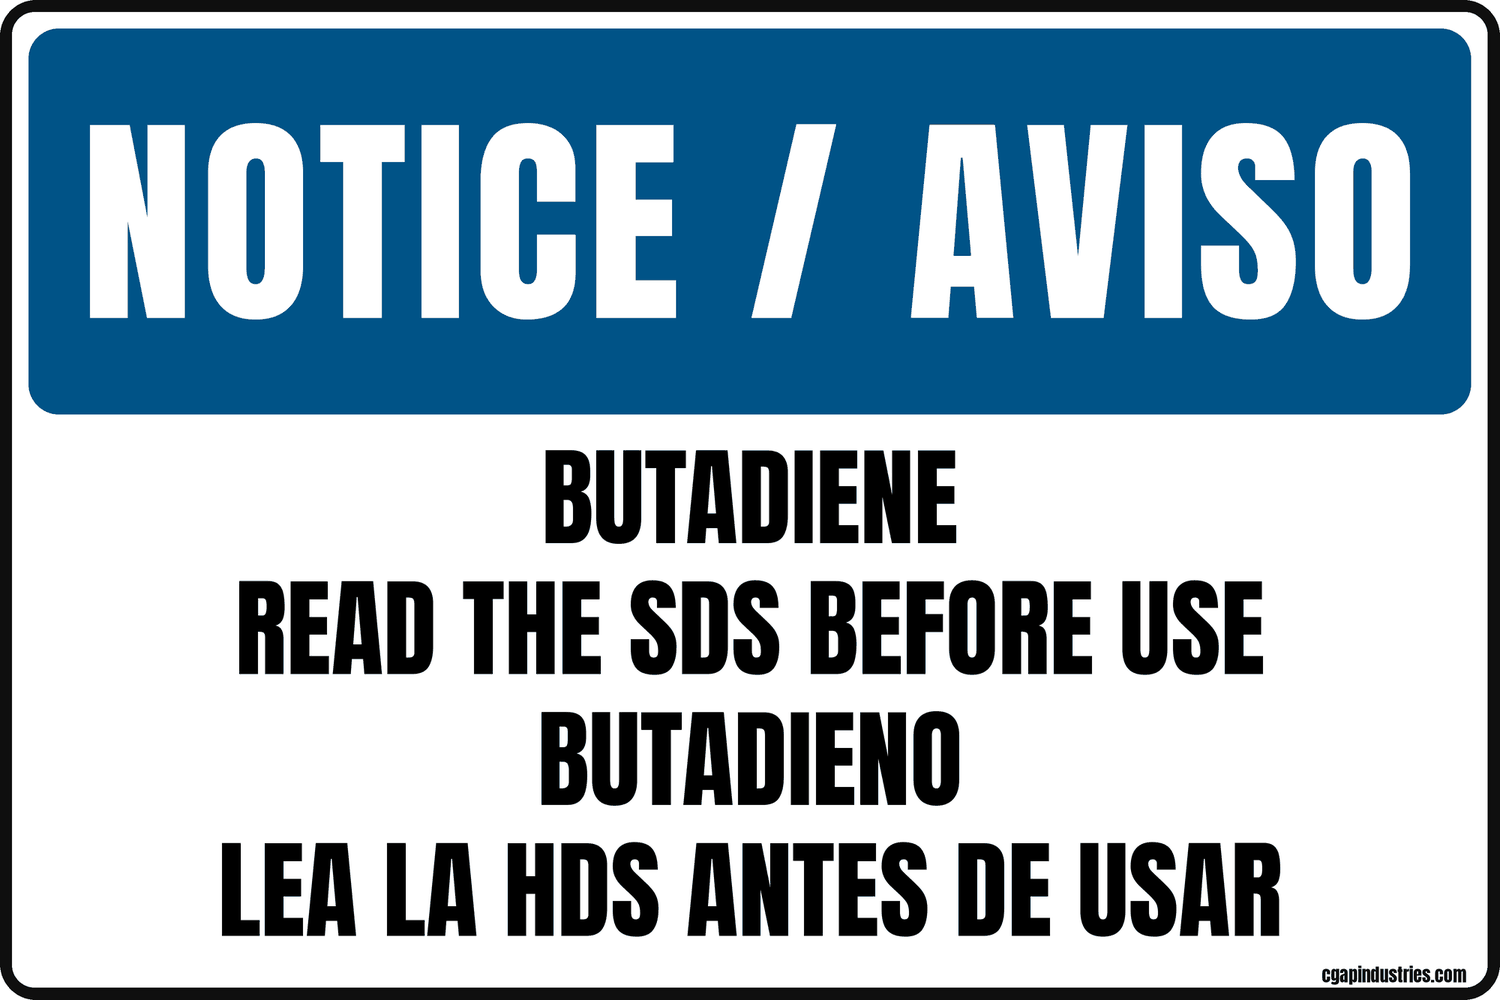 NOTICE / AVISO
BUTADIENE
READ THE SDS BEFORE USE
BUTADIENO
LEA LA HDS ANTES DE USAR
cgapindustries.com